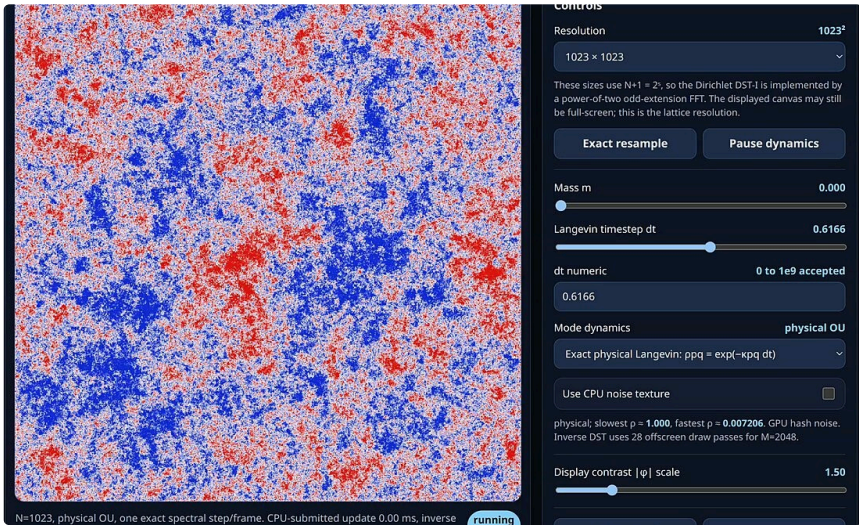 Controls
Resolution 1023²
1023 × 1023
These sizes use N+1 = 2ˢ, so the Dirichlet DST-I is implemented by
a power-of-two odd-extension FFT. The displayed canvas may still
be full-screen; this is the lattice resolution.
Exact resample Pause dynamics
Mass m 0.000
Langevin timestep dt 0.6166
dt numeric 0 to 1e9 accepted
0.6166
Mode dynamics physical OU
Exact physical Langevin: ρpq = exp(−κpq dt)
Use CPU noise texture
physical; slowest ρ = 1.000, fastest ρ = 0.007206. GPU hash noise.
Inverse DST uses 28 offscreen draw passes for M=2048.
Display contrast |φ| scale 1.50
N=1023, physical OU, one exact spectral step/frame. CPU-submitted update 0.00 ms, inverse
running